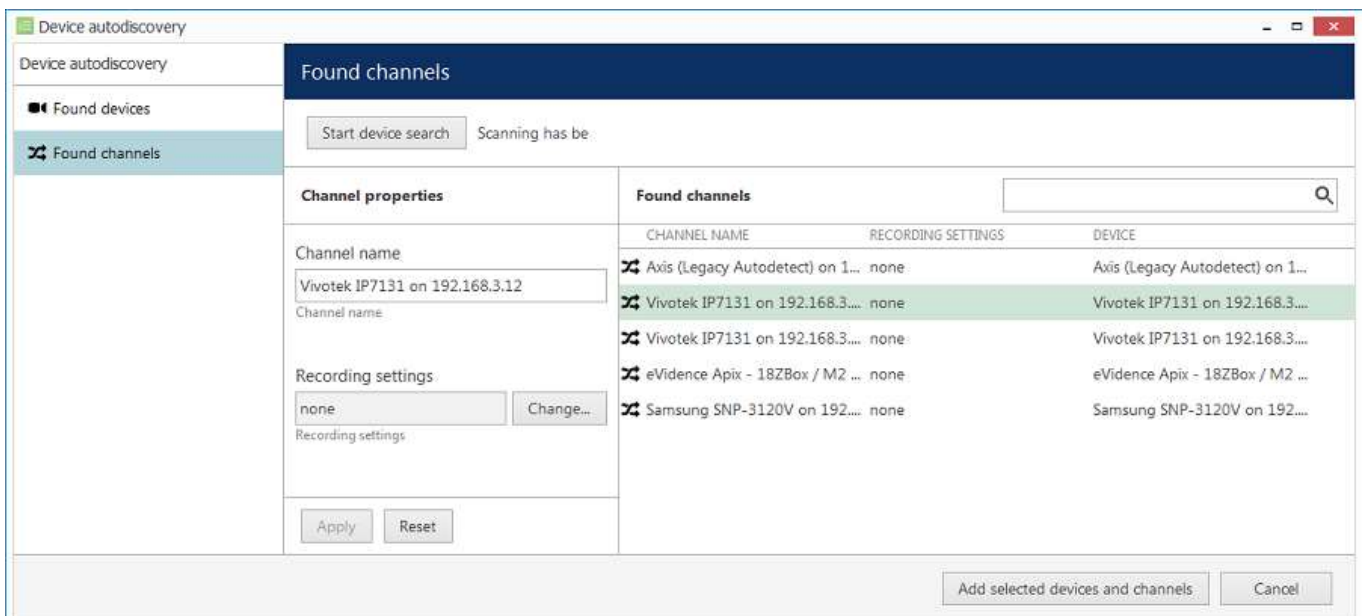 Device autodiscovery
Device autodiscovery
Found devices
Found channels
Found channels
Start device search Scanning has be
Channel properties
Channel name
Vivotek IP7131 on 192.168.3.12
Channel name
Recording settings
none Change...
Recording settings
Apply Reset
Found channels
CHANNEL NAME RECORDING SETTINGS DEVICE
Axis (Legacy Autodetect) on 1... none Axis (Legacy Autodetect) on 1...
Vivotek IP7131 on 192.168.3.... none Vivotek IP7131 on 192.168.3....
Vivotek IP7131 on 192.168.3.... none Vivotek IP7131 on 192.168.3....
eVidence Apix - 18ZBox / M2 ... none eVidence Apix - 18ZBox / M2 ...
Samsung SNP-3120V on 192.... none Samsung SNP-3120V on 192....
Add selected devices and channels Cancel